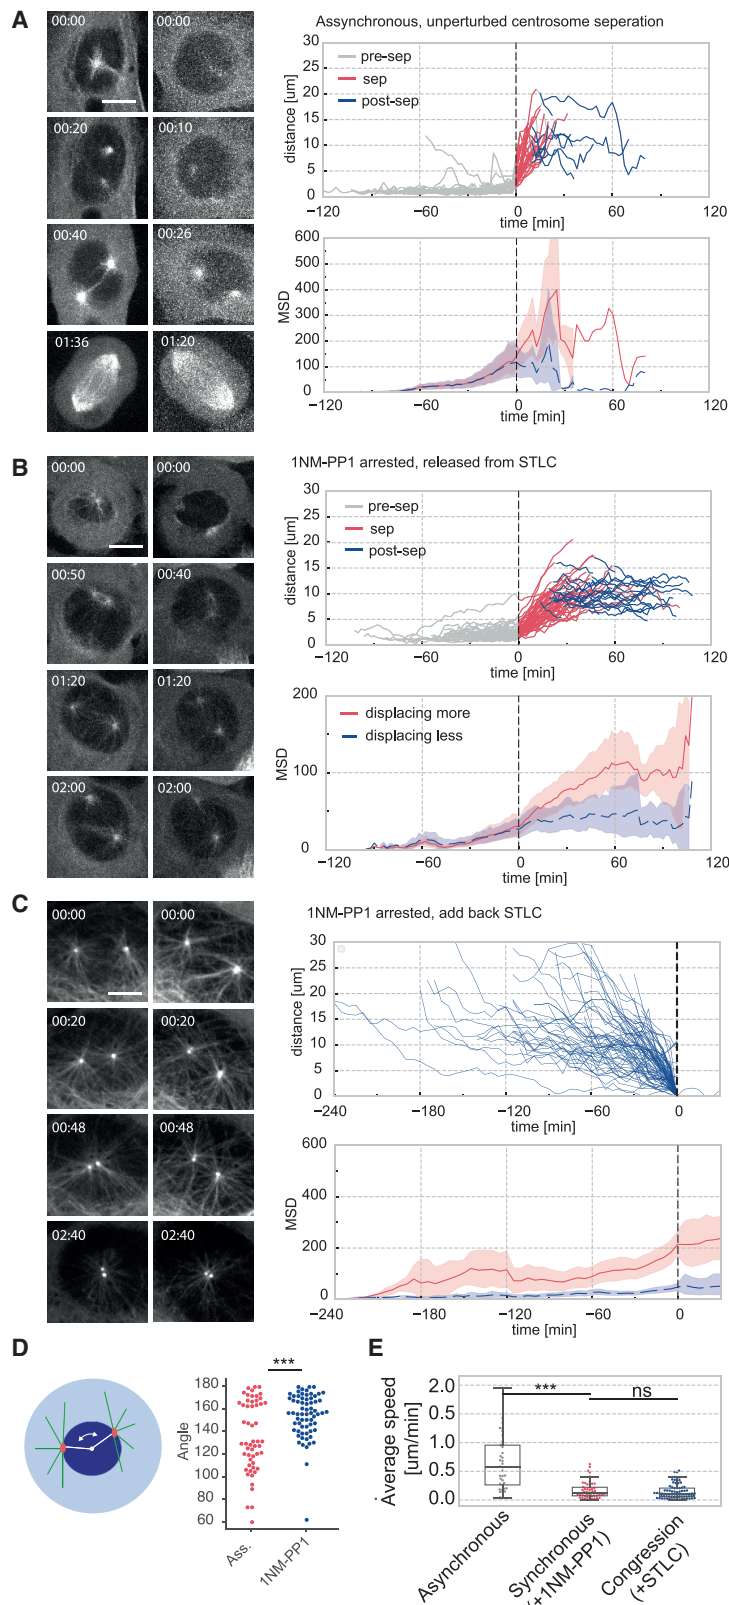 A
00:00
00:00
00:20
00:10
00:40
00:26
01:36
01:20
Assynchronous, unperturbed centrosome seperation
30
25
20
15
10
5
0
distance [um]
pre-sep
sep
post-sep
−120
−60
0
60
120
time [min]
600
500
400
300
200
100
0
MSD
−120
−60
0
60
120
time [min]
B
00:00
00:00
00:50
00:40
01:20
01:20
02:00
02:00
1NM-PP1 arrested, released from STLC
30
25
20
15
10
5
0
distance [um]
pre-sep
sep
post-sep
−120
−60
0
60
120
time [min]
200
100
0
MSD
displacing more
displacing less
−120
−60
0
60
120
time [min]
C
00:00
00:00
00:20
00:20
00:48
00:48
02:40
02:40
1NM-PP1 arrested, add back STLC
30
25
20
15
10
5
0
distance [um]
−240
−180
−120
−60
0
time [min]
600
400
200
0
MSD
−240
−180
−120
−60
0
time [min]
D
***
180
160
140
120
100
80
60
Angle
Ass.
1NM-PP1
E
Average speed
[um/min]
2.0
1.5
1.0
0.5
0.0
***
ns
Asynchronous
Synchronous
(+1NM-PP1)
Congression
(+STLC)